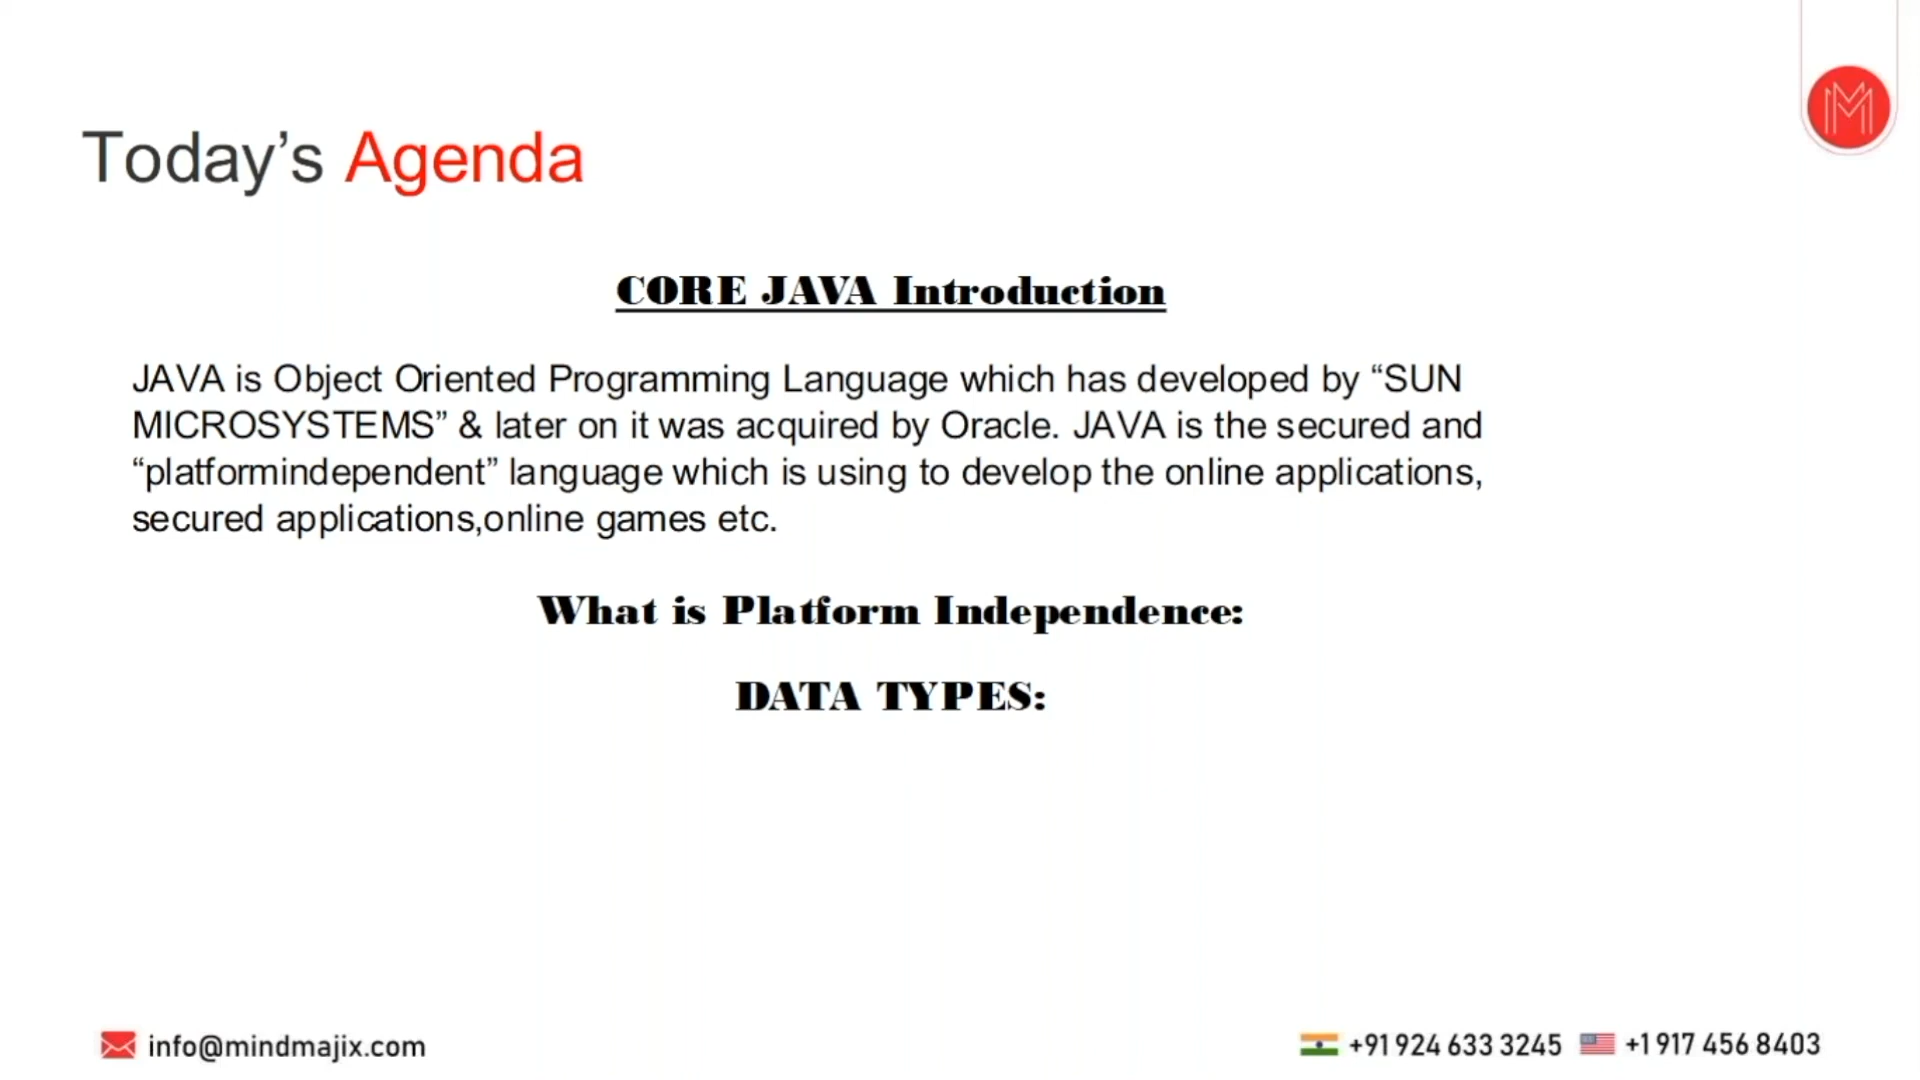 Today’s Agenda
CORE JAVA Introduction
JAVA is Object Oriented Programming Language which has developed by “SUN
MICROSYSTEMS” & later on it was acquired by Oracle. JAVA is the secured and
“platformindependent” language which is using to develop the online applications,
secured applications,online games etc.
What is Platform Independence:
DATA TYPES:
info@mindmajix.com
+91 924 633 3245
+1 917 456 8403